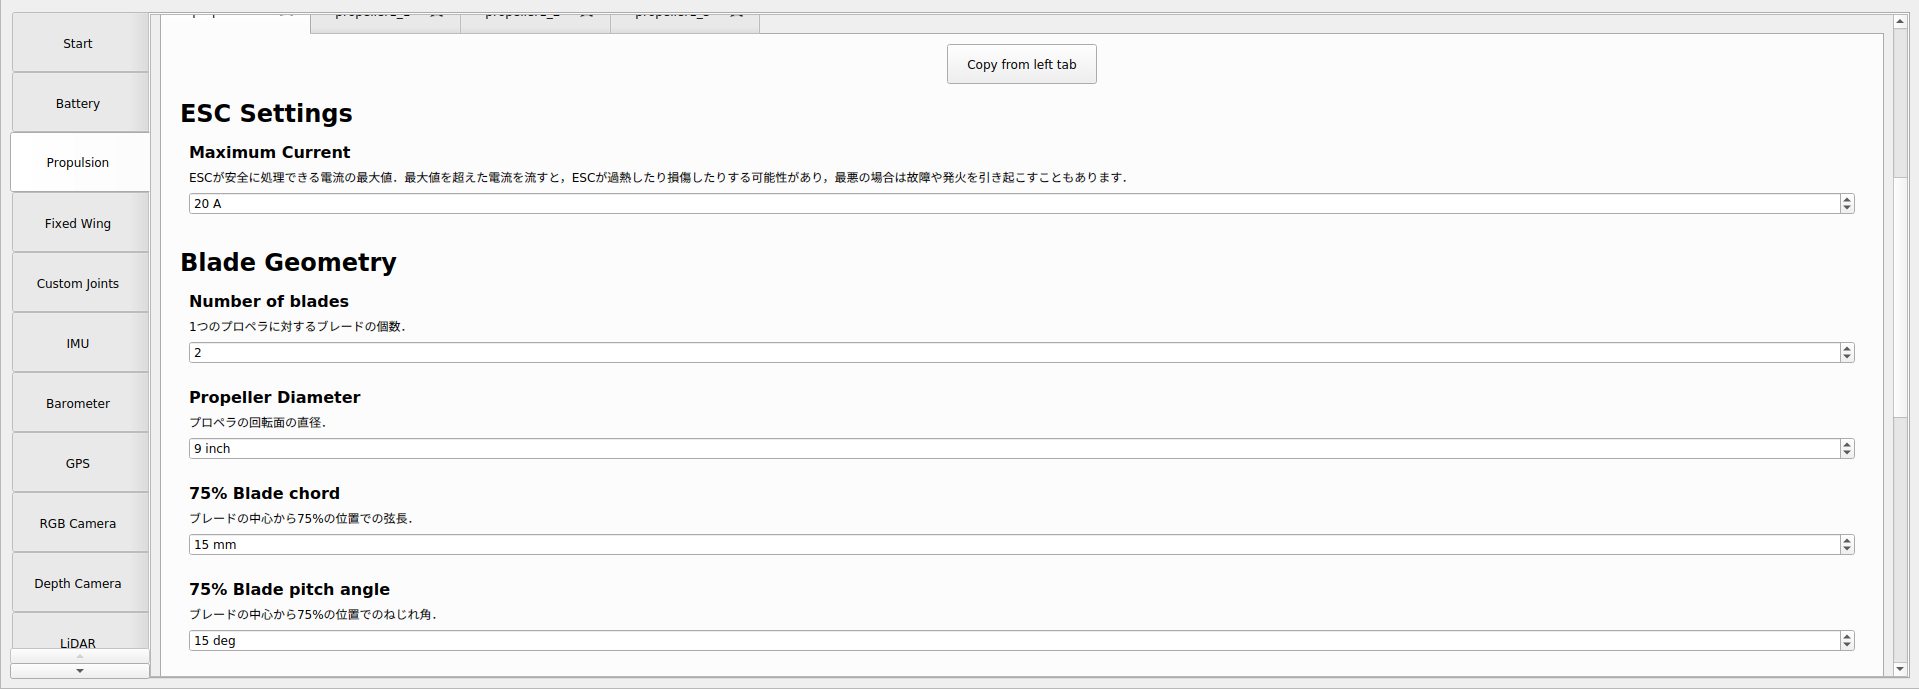 Start
Battery
Propulsion
Fixed Wing
Custom Joints
IMU
Barometer
GPS
RGB Camera
Depth Camera
LiDAR
Copy from left tab
ESC Settings
Maximum Current
ESCが安全に処理できる電流の最大値．最大値を超えた電流を流すと，ESCが過熱したり損傷したりする可能性があり，最悪の場合は故障や発火を引き起こすこともあります．
20 A
Blade Geometry
Number of blades
1つのプロペラに対するブレードの個数．
2
Propeller Diameter
プロペラの回転面の直径．
9 inch
75% Blade chord
ブレードの中心から75%の位置での弦長．
15 mm
75% Blade pitch angle
ブレードの中心から75%の位置でのねじれ角．
15 deg